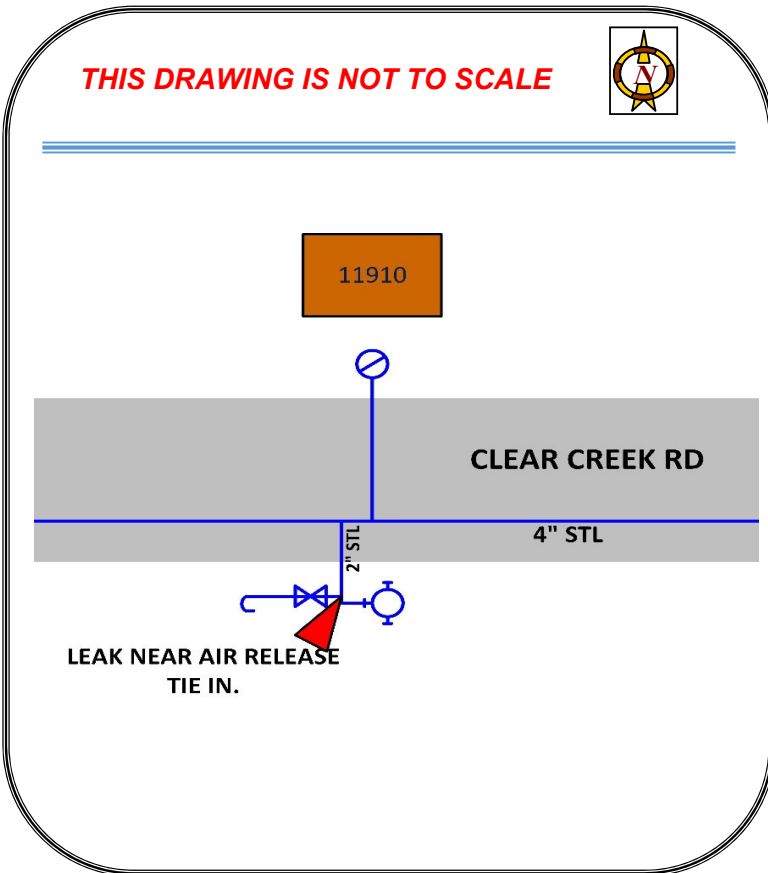 THIS DRAWING IS NOT TO SCALE
N
11910
CLEAR CREEK RD
4" STL
2" STL
LEAK NEAR AIR RELEASE
TIE IN.